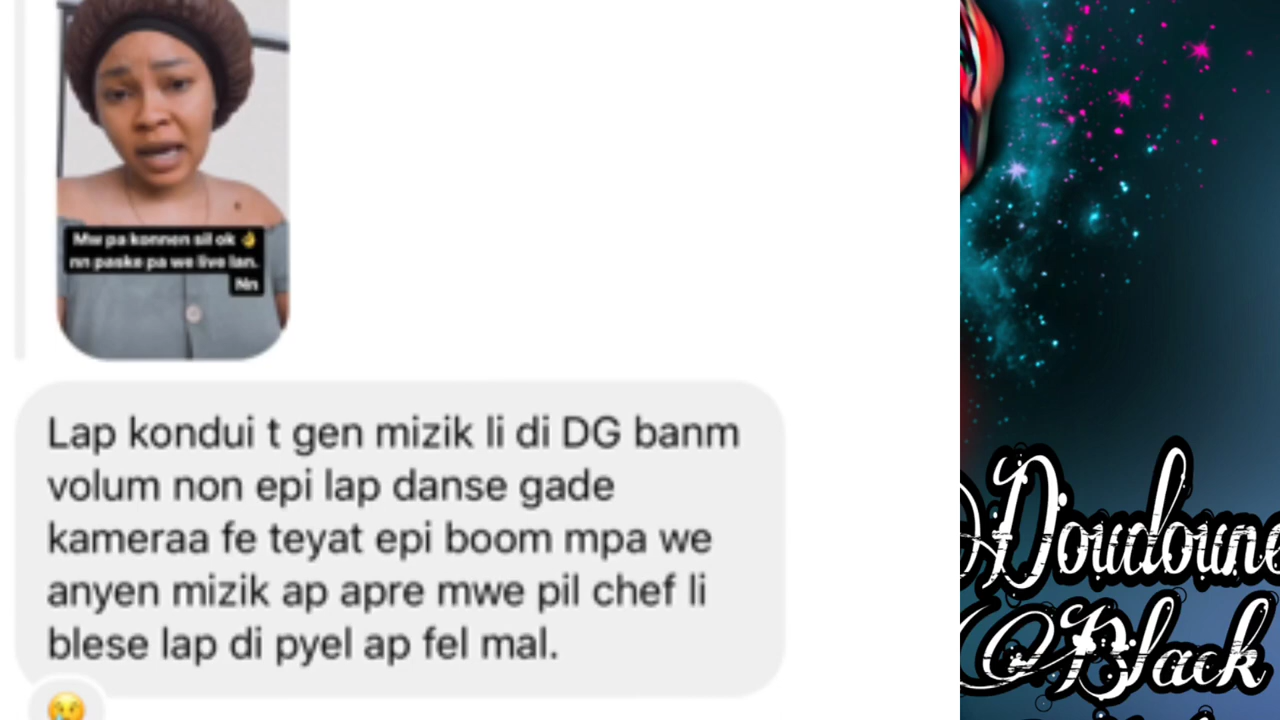 Mw pa konnen sil ok 👌
nn paske pa we live lan.
Nn
Lap kondui t gen mizik li di DG banm
volum non epi lap danse gade
kameraa fe teyat epi boom mpa we
anyen mizik ap apre mwe pil chef li
blese lap di pyel ap fel mal.
😢
Doudoune
Black